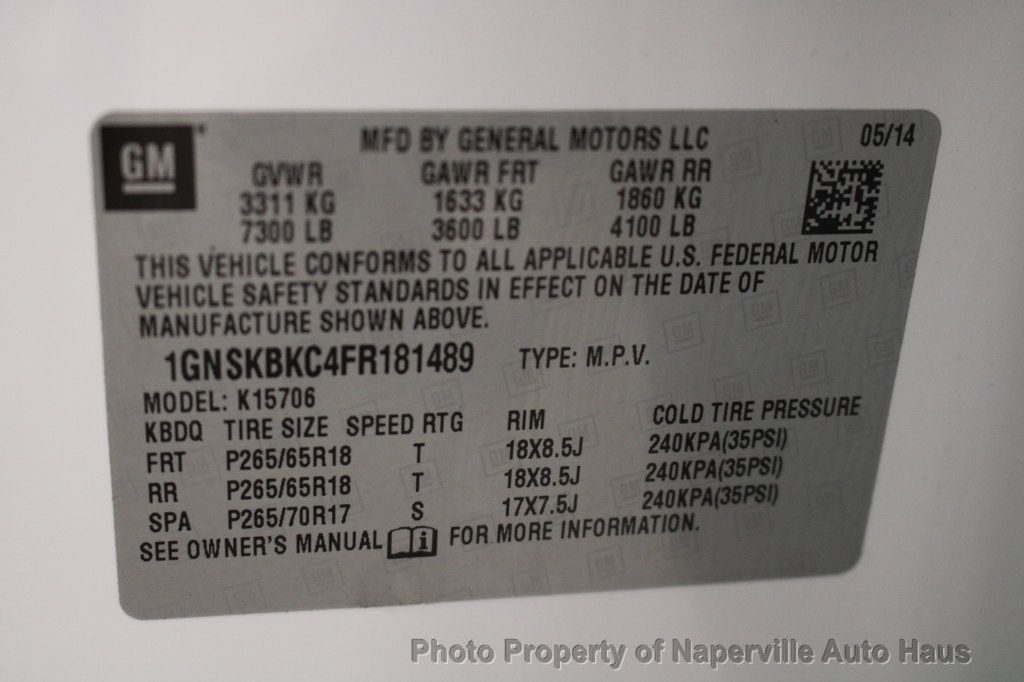 GM
MFD BY GENERAL MOTORS LLC 05/14
GVWR GAWR FRT GAWR RR
3311 KG 1633 KG 1860 KG
7300 LB 3600 LB 4100 LB
THIS VEHICLE CONFORMS TO ALL APPLICABLE U.S. FEDERAL MOTOR
VEHICLE SAFETY STANDARDS IN EFFECT ON THE DATE OF
MANUFACTURE SHOWN ABOVE.
1GNSKBKC4FR181489 TYPE: M.P.V.
MODEL: K15706
KBDQ TIRE SIZE SPEED RTG RIM COLD TIRE PRESSURE
FRT P265/65R18 T 18X8.5J 240KPA(35PSI)
RR P265/65R18 T 18X8.5J 240KPA(35PSI)
SPA P265/70R17 S 17X7.5J 240KPA(35PSI)
SEE OWNER'S MANUAL i FOR MORE INFORMATION.
Photo Property of Naperville Auto Haus